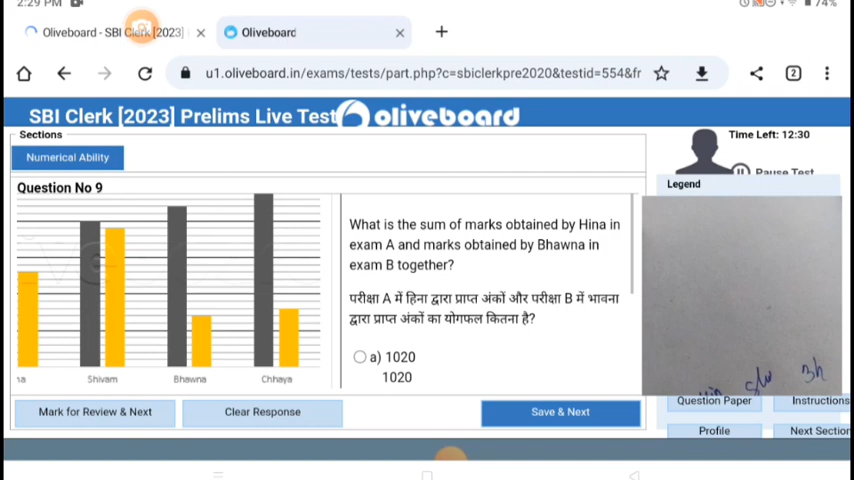 2:29 PM
74%
Oliveboard - SBI Clerk [2023]
Oliveboard
u1.oliveboard.in/exams/tests/part.php?c=sbiclerkpre2020&testid=554&fr
2
SBI Clerk [2023] Prelims Live Test
oliveboard
Sections
Numerical Ability
Time Left: 12:30
Pause Test
Question No 9
Legend
What is the sum of marks obtained by Hina in
exam A and marks obtained by Bhawna in
exam B together?
परीक्षा A में हिना द्वारा प्राप्त अंकों और परीक्षा B में भावना
द्वारा प्राप्त अंकों का योगफल कितना है?
a) 1020
1020
na
Shivam
Bhawna
Chhaya
Mark for Review & Next
Clear Response
Save & Next
Question Paper
Instructions
Profile
Next Section